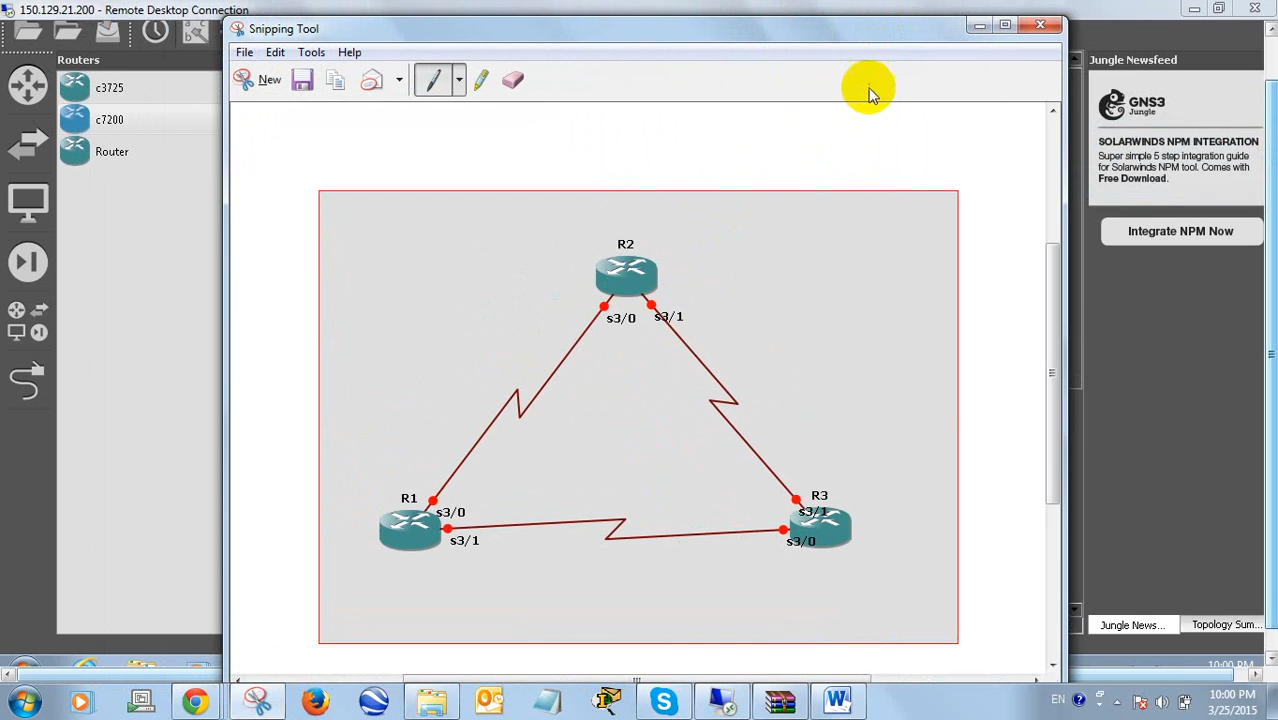 150.129.21.200 - Remote Desktop Connection
Snipping Tool
File Edit Tools Help
New
Routers
c3725
c7200
Router
R2
s3/0
s3/1
R1
s3/0
s3/1
R3
s3/1
s3/0
Jungle Newsfeed
GNS3
Jungle
SOLARWINDS NPM INTEGRATION
Super simple 5 step integration guide
for Solarwinds NPM tool. Comes with
Free Download.
Integrate NPM Now
Jungle News...
Topology Sum...
10:00 PM
EN
10:00 PM
3/25/2015